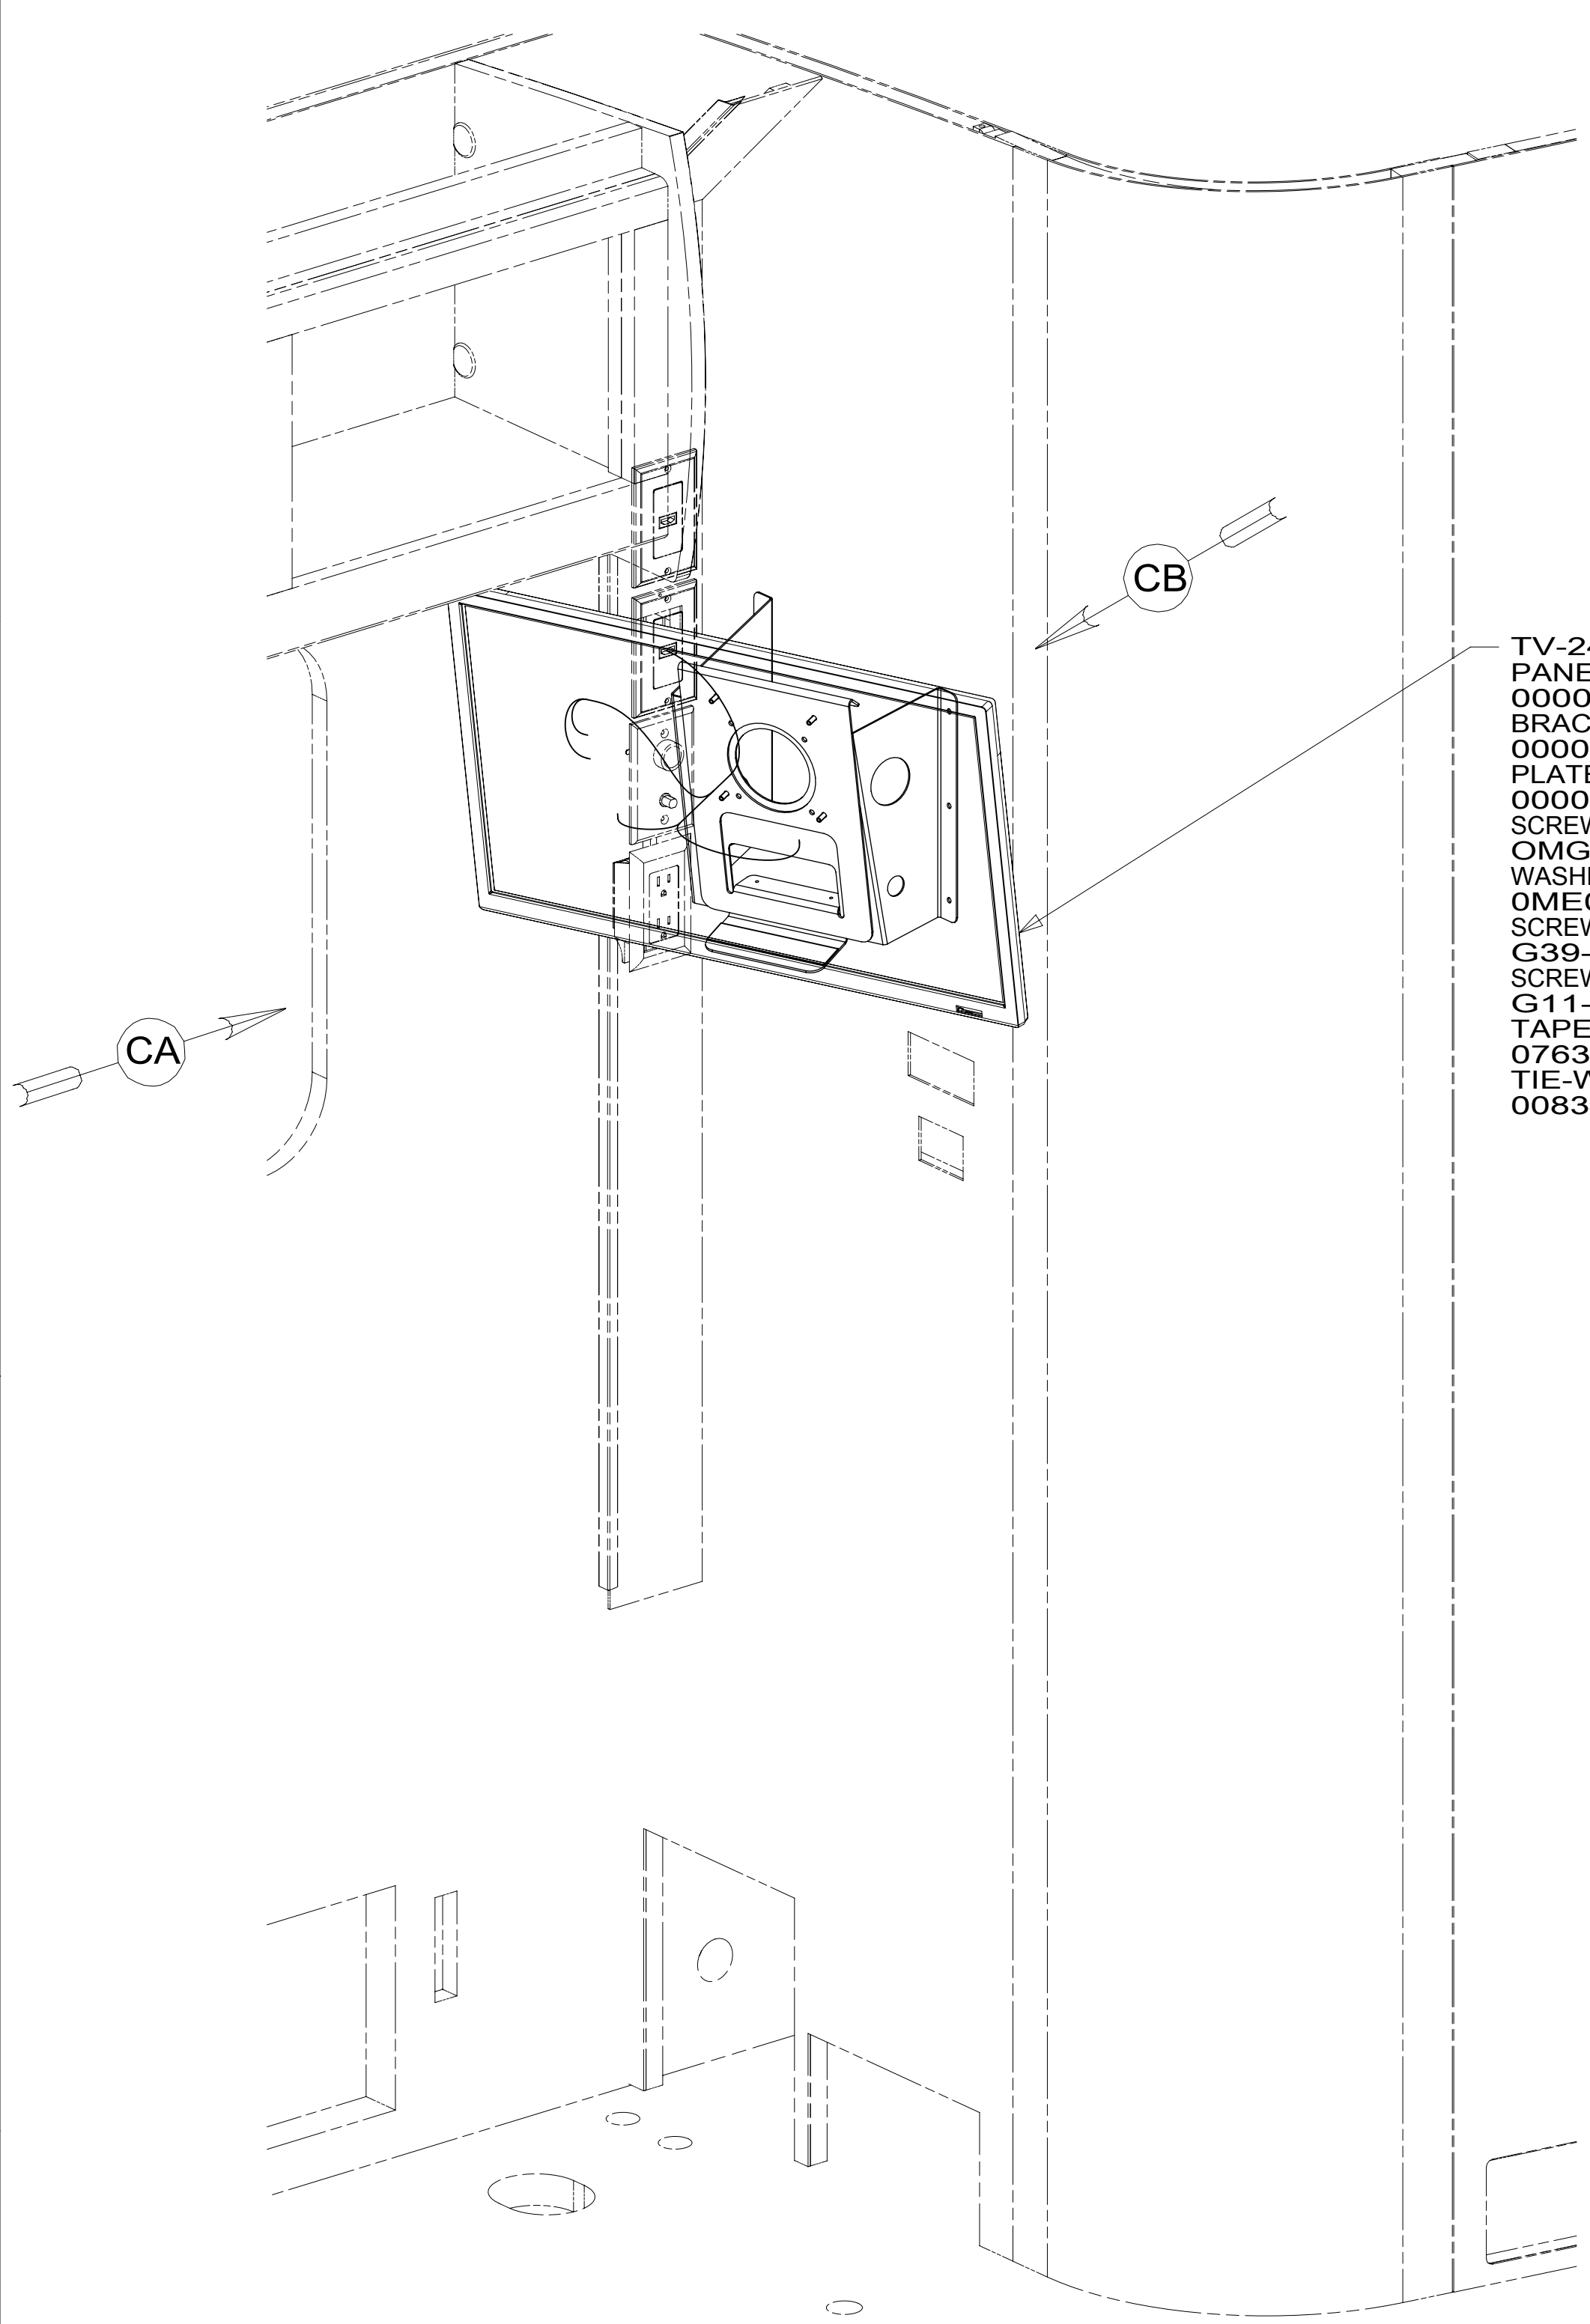 CB
TV-24
PANE
0000
BRAC
0000
PLATE
0000
SCREW
OMG
WASH
0ME0
SCREW
G39-
SCREW
G11-
TAPE
0763
TIE-W
0083
CA